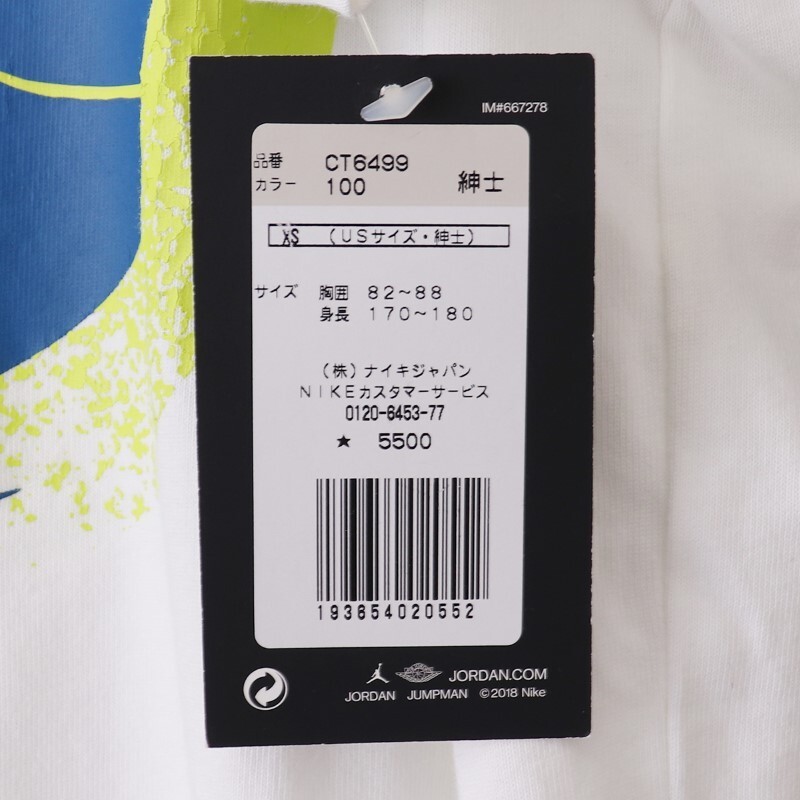 IM#667278
品番 CT6499
カラー 100 紳士
XS (USサイズ・紳士)
サイズ 胸囲 82~88
身長 170~180
(株)ナイキジャパン
NIKEカスタマーサービス
0120-6453-77
★ 5500
193654020552
JORDAN.COM
JORDAN JUMPMAN ©2018 Nike